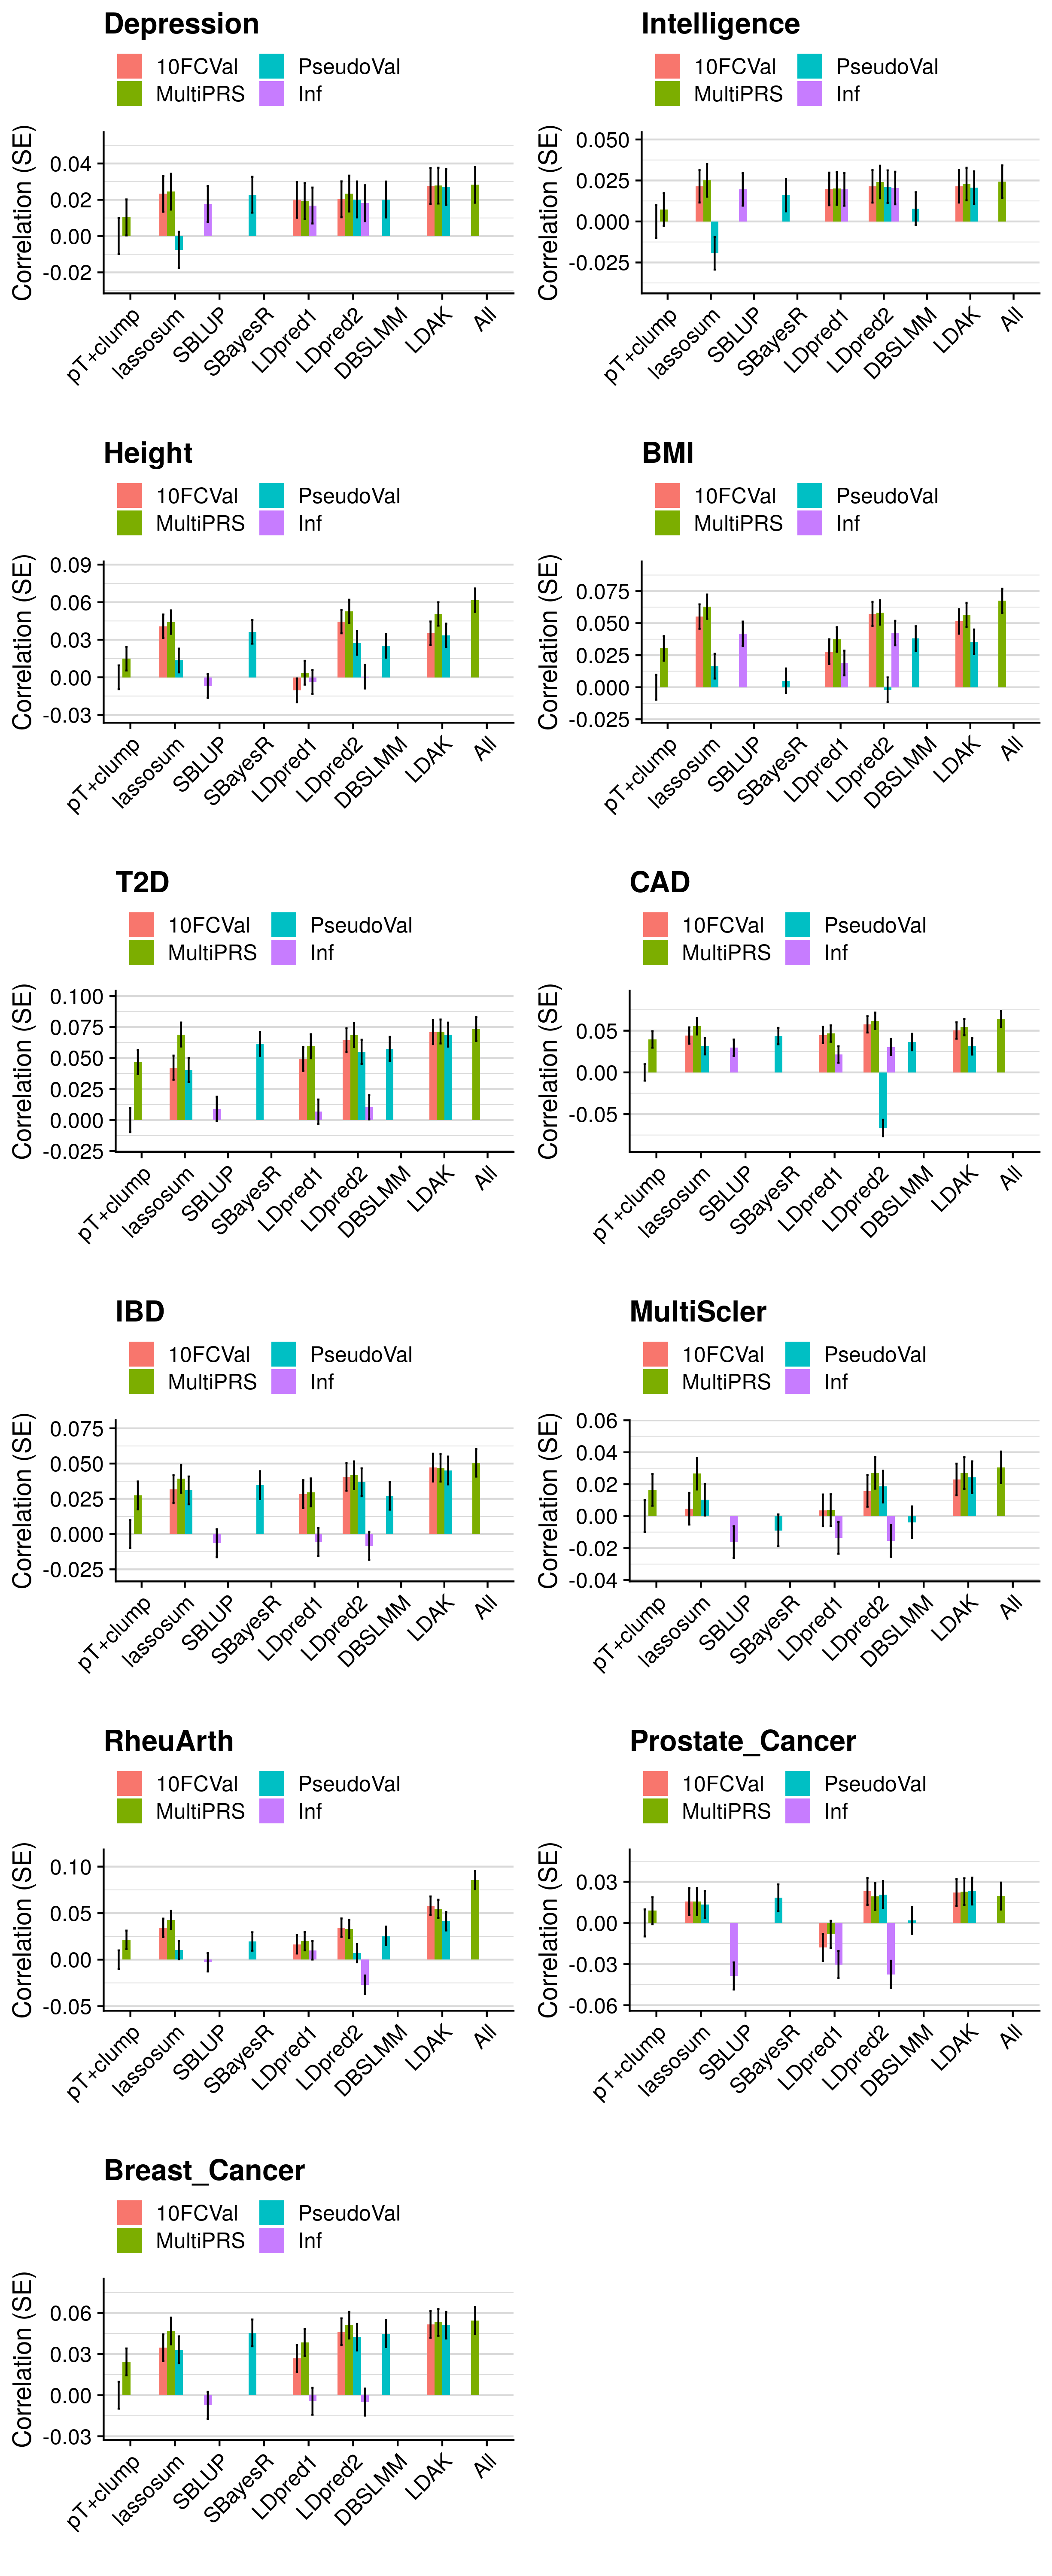 Depression
10FCVal PseudoVal
MultiPRS Inf
Correlation (SE)
0.04
0.02
0.00
-0.02
pT+clump lassosum SBLUP SBayesR LDpred1 LDpred2 DBSLMM LDAK All
Intelligence
10FCVal PseudoVal
MultiPRS Inf
Correlation (SE)
0.050
0.025
0.000
-0.025
pT+clump lassosum SBLUP SBayesR LDpred1 LDpred2 DBSLMM LDAK All
Height
10FCVal PseudoVal
MultiPRS Inf
Correlation (SE)
0.09
0.06
0.03
0.00
-0.03
pT+clump lassosum SBLUP SBayesR LDpred1 LDpred2 DBSLMM LDAK All
BMI
10FCVal PseudoVal
MultiPRS Inf
Correlation (SE)
0.075
0.050
0.025
0.000
-0.025
pT+clump lassosum SBLUP SBayesR LDpred1 LDpred2 DBSLMM LDAK All
T2D
10FCVal PseudoVal
MultiPRS Inf
Correlation (SE)
0.100
0.075
0.050
0.025
0.000
-0.025
pT+clump lassosum SBLUP SBayesR LDpred1 LDpred2 DBSLMM LDAK All
CAD
10FCVal PseudoVal
MultiPRS Inf
Correlation (SE)
0.05
0.00
-0.05
pT+clump lassosum SBLUP SBayesR LDpred1 LDpred2 DBSLMM LDAK All
IBD
10FCVal PseudoVal
MultiPRS Inf
Correlation (SE)
0.075
0.050
0.025
0.000
-0.025
pT+clump lassosum SBLUP SBayesR LDpred1 LDpred2 DBSLMM LDAK All
MultiScler
10FCVal PseudoVal
MultiPRS Inf
Correlation (SE)
0.06
0.04
0.02
0.00
-0.02
-0.04
pT+clump lassosum SBLUP SBayesR LDpred1 LDpred2 DBSLMM LDAK All
RheuArth
10FCVal PseudoVal
MultiPRS Inf
Correlation (SE)
0.10
0.05
0.00
-0.05
pT+clump lassosum SBLUP SBayesR LDpred1 LDpred2 DBSLMM LDAK All
Prostate_Cancer
10FCVal PseudoVal
MultiPRS Inf
Correlation (SE)
0.03
0.00
-0.03
-0.06
pT+clump lassosum SBLUP SBayesR LDpred1 LDpred2 DBSLMM LDAK All
Breast_Cancer
10FCVal PseudoVal
MultiPRS Inf
Correlation (SE)
0.06
0.03
0.00
-0.03
pT+clump lassosum SBLUP SBayesR LDpred1 LDpred2 DBSLMM LDAK All